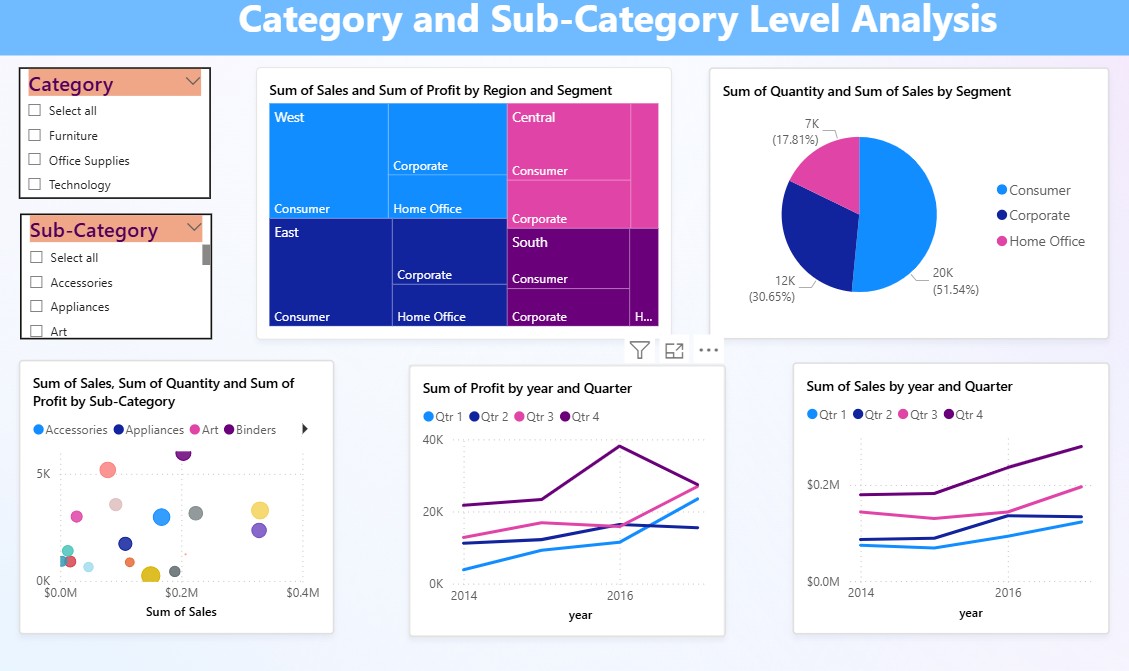 Category and Sub-Category Level Analysis
Category
Select all
Furniture
Office Supplies
Technology
Sub-Category
Select all
Accessories
Appliances
Art
Sum of Sales and Sum of Profit by Region and Segment
West
Consumer
Corporate
Home Office
East
Consumer
Corporate
Home Office
Central
Consumer
Corporate
South
Consumer
Corporate
H...
Sum of Quantity and Sum of Sales by Segment
7K
(17.81%)
12K
(30.65%)
20K
(51.54%)
Consumer
Corporate
Home Office
Sum of Sales, Sum of Quantity and Sum of
Profit by Sub-Category
Accessories Appliances Art Binders
5K
0K
$0.0M $0.2M $0.4M
Sum of Sales
Sum of Profit by year and Quarter
Qtr 1 Qtr 2 Qtr 3 Qtr 4
40K
20K
0K
2014 2016
year
Sum of Sales by year and Quarter
Qtr 1 Qtr 2 Qtr 3 Qtr 4
$0.2M
$0.0M
2014 2016
year